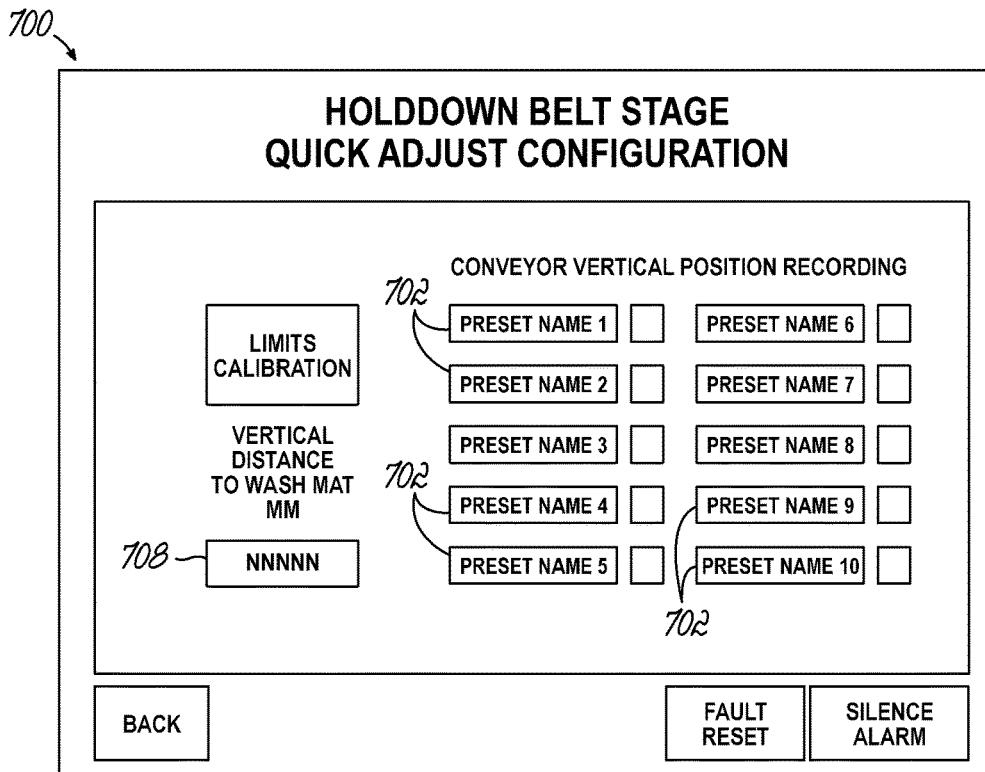 700
HOLDDOWN BELT STAGE
QUICK ADJUST CONFIGURATION
CONVEYOR VERTICAL POSITION RECORDING
702
LIMITS
CALIBRATION
PRESET NAME 1
PRESET NAME 6
PRESET NAME 2
PRESET NAME 7
VERTICAL
DISTANCE
TO WASH MAT
MM
702
PRESET NAME 3
PRESET NAME 8
PRESET NAME 4
PRESET NAME 9
708
NNNNN
PRESET NAME 5
PRESET NAME 10
702
BACK
FAULT
RESET
SILENCE
ALARM